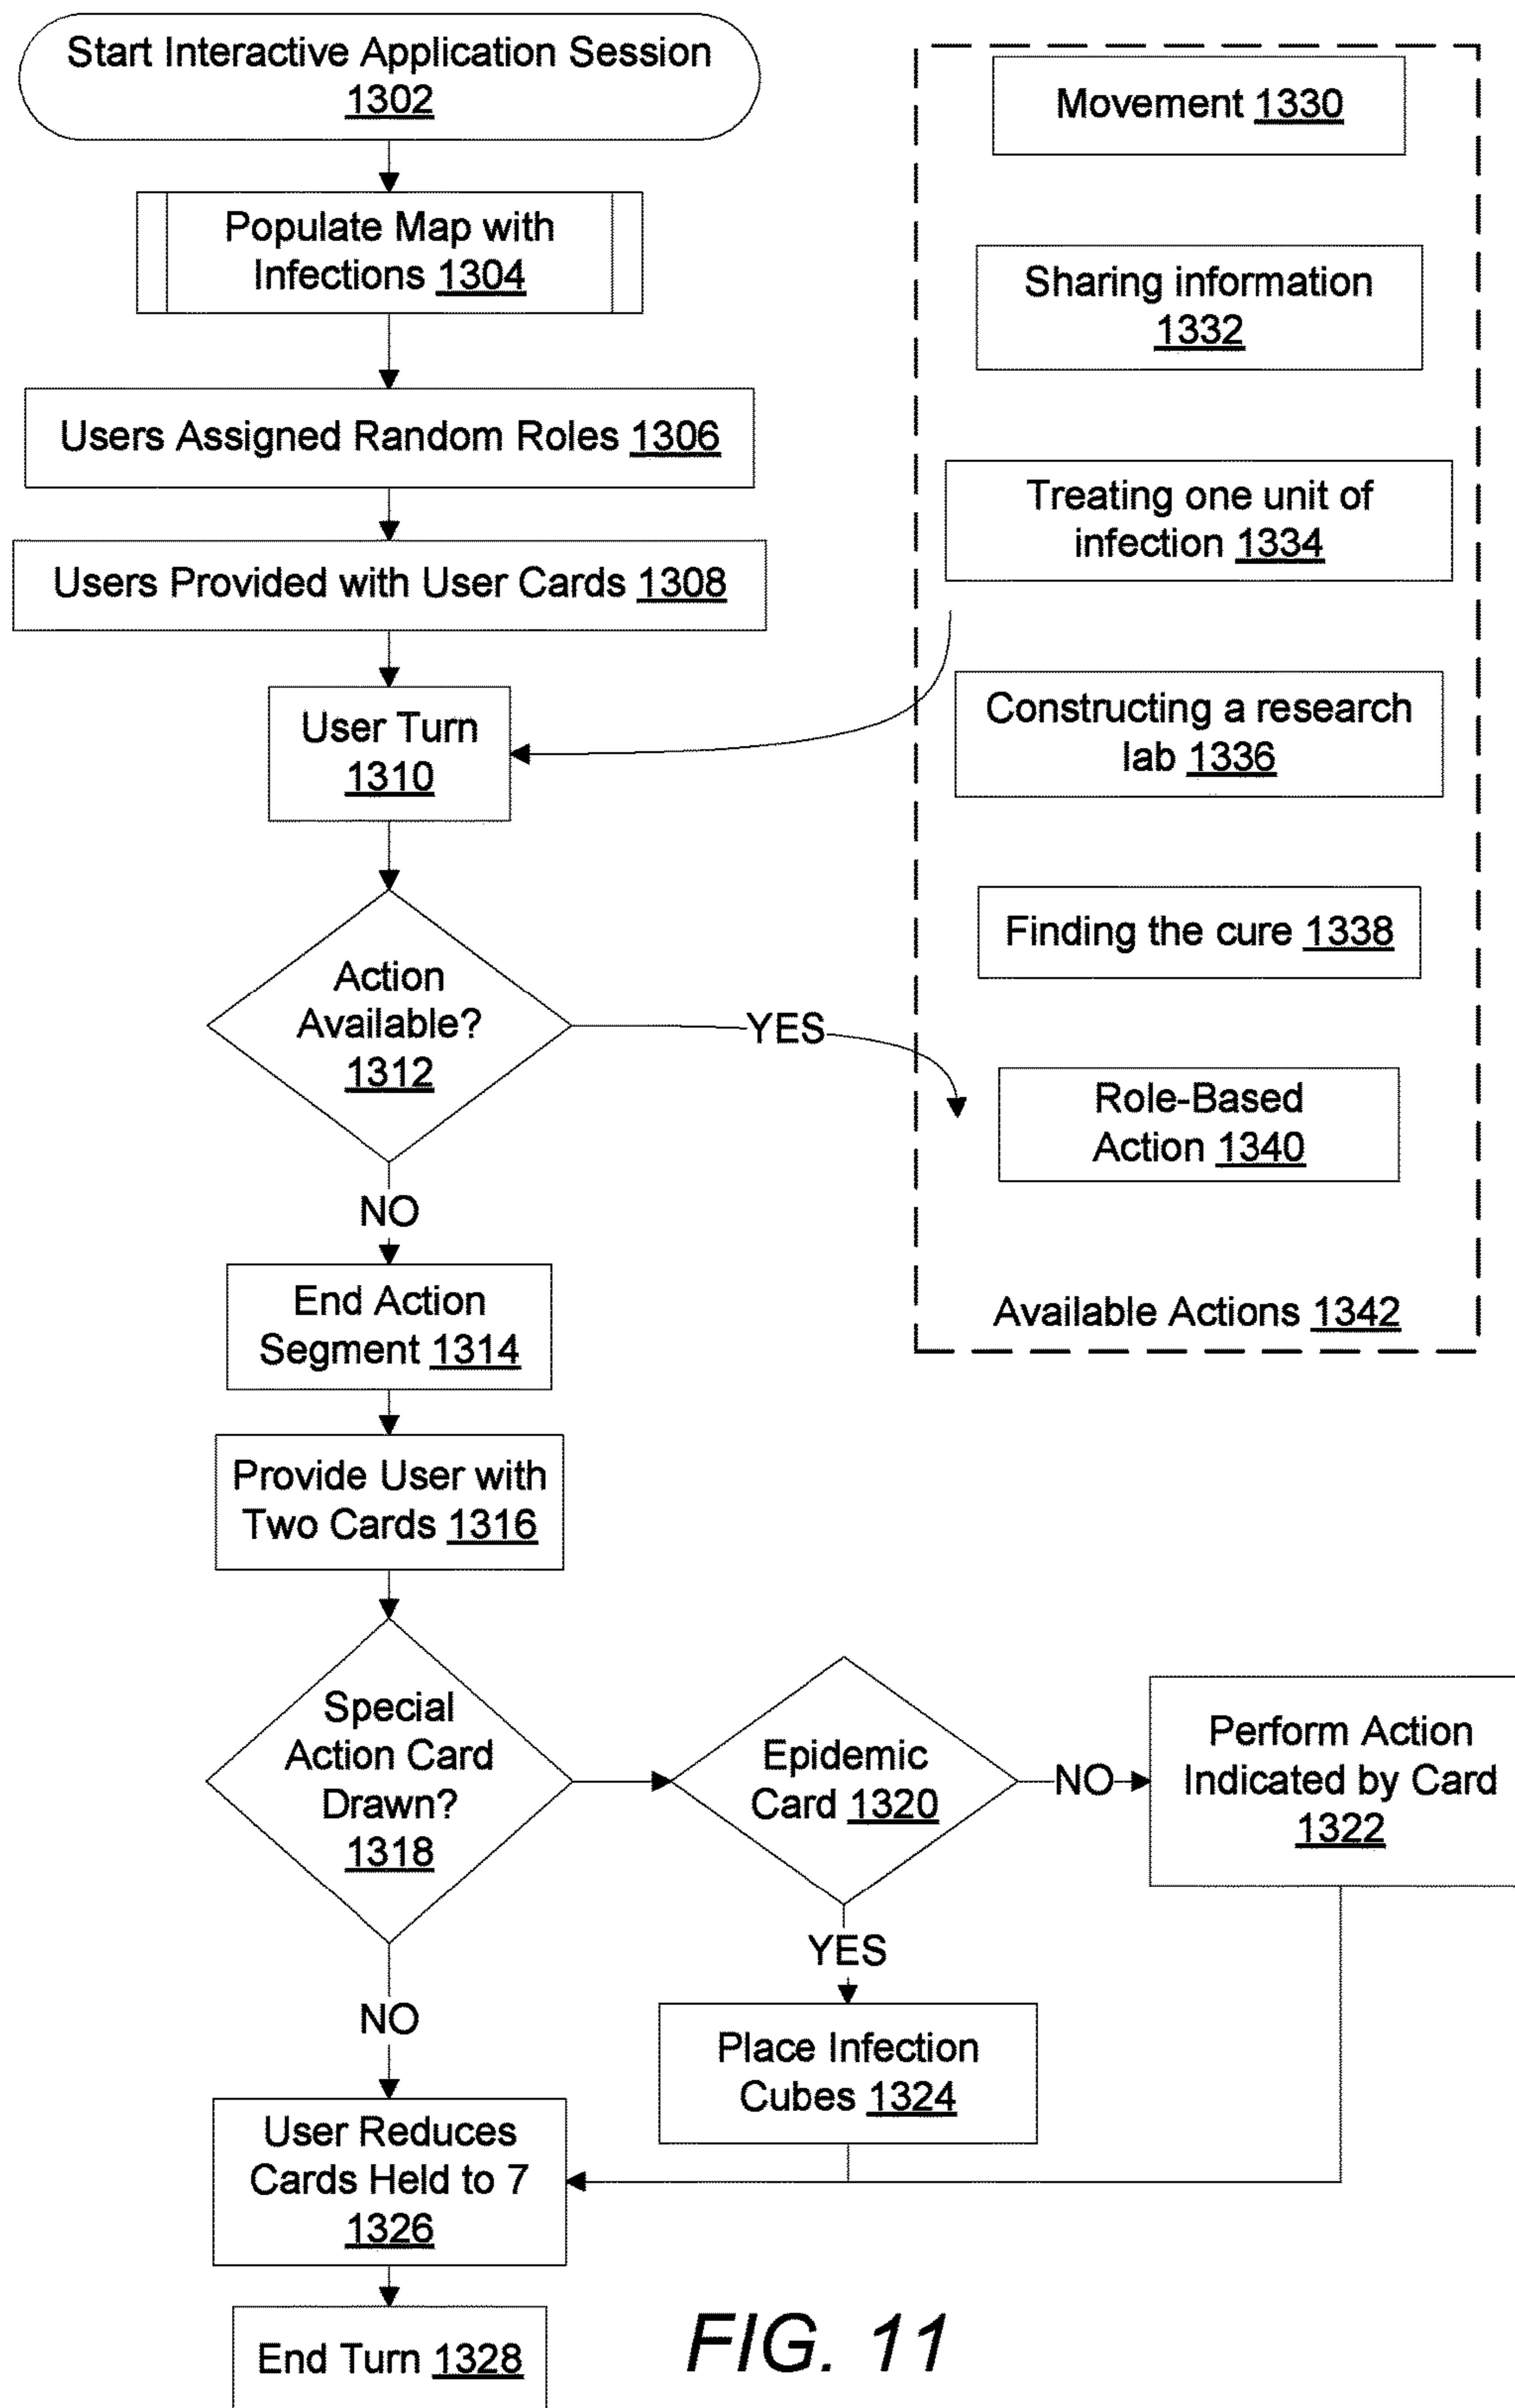 Start Interactive Application Session
1302
Populate Map with
Infections 1304
Users Assigned Random Roles 1306
Users Provided with User Cards 1308
User Turn
1310
Action
Available?
1312
YES
NO
End Action
Segment 1314
Provide User with
Two Cards 1316
Special
Action Card
Drawn?
1318
Epidemic
Card 1320
NO
Perform Action
Indicated by Card
1322
YES
Place Infection
Cubes 1324
NO
User Reduces
Cards Held to 7
1326
End Turn 1328
Movement 1330
Sharing information
1332
Treating one unit of
infection 1334
Constructing a research
lab 1336
Finding the cure 1338
Role-Based
Action 1340
Available Actions 1342
FIG. 11